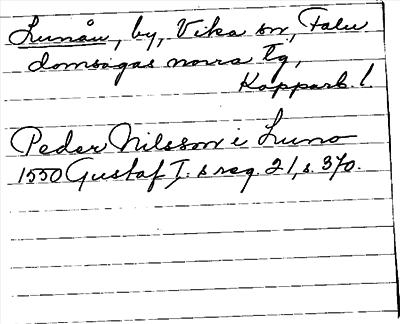 Lunån, by, Vika sn, Falu
domsagas norra tg,
Kopparb. l.
Peder Nilsson i Luno
1550 Gustaf I:s reg. 21, s. 370.